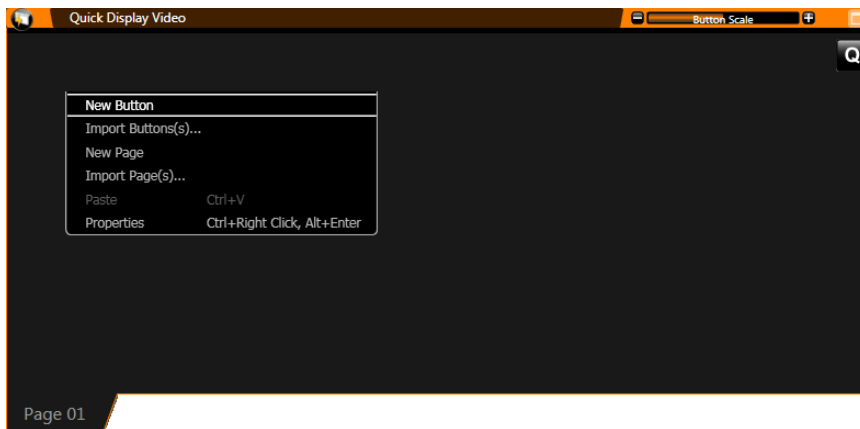 Quick Display Video
Button Scale
Q
New Button
Import Buttons(s)...
New Page
Import Page(s)...
Paste Ctrl+V
Properties Ctrl+Right Click, Alt+Enter
Page 01